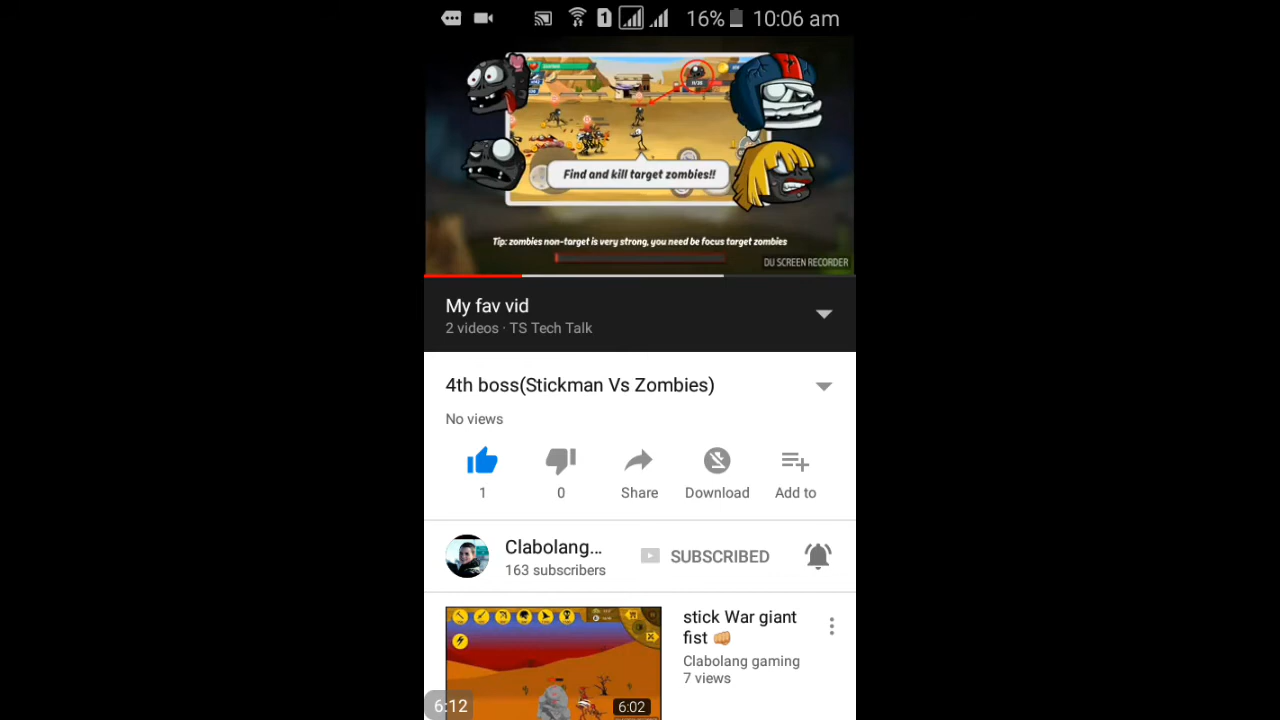 16% 10:06 am
Find and kill target zombies!!
Tip: zombies non-target is very strong, you need be focus target zombies
DU SCREEN RECORDER
My fav vid
2 videos · TS Tech Talk
4th boss(Stickman Vs Zombies)
No views
1 0 Share Download Add to
Clabolang...
163 subscribers
SUBSCRIBED
stick War giant
fist 👊
Clabolang gaming
7 views
6:12
6:02